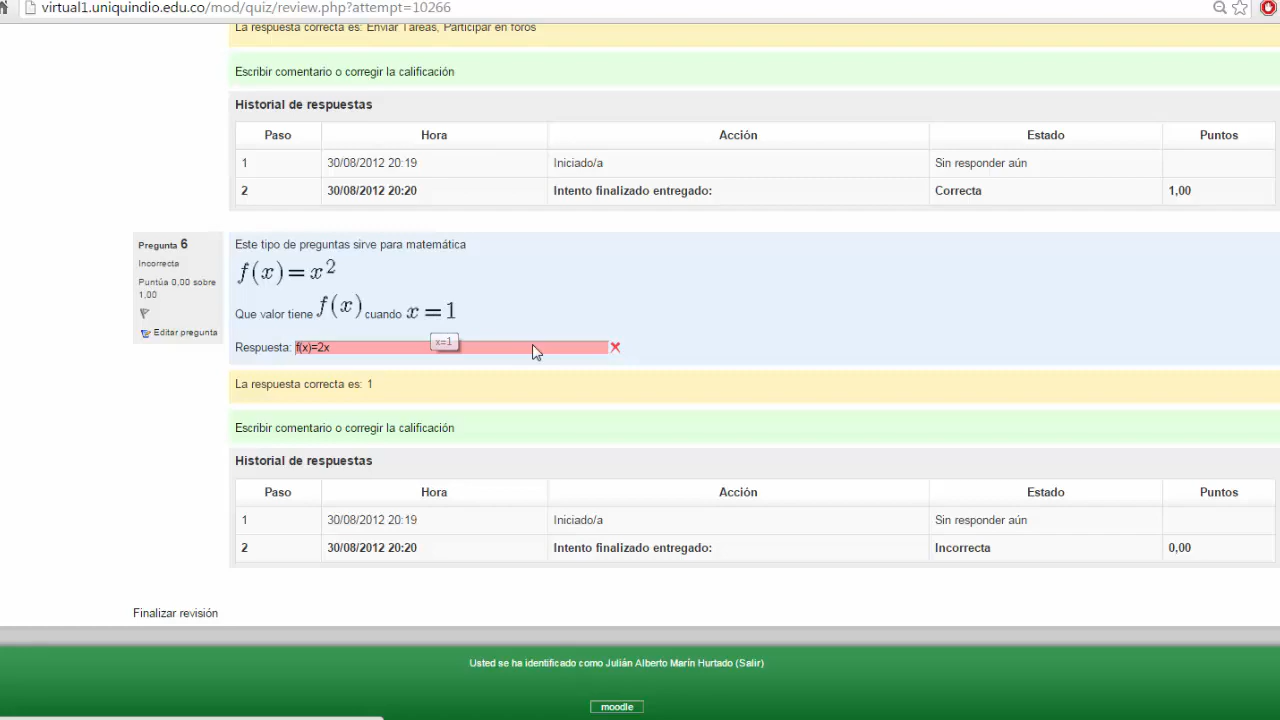 virtual1.uniquindio.edu.co/mod/quiz/review.php?attempt=10266
La respuesta correcta es: Enviar Tareas, Participar en foros
Escribir comentario o corregir la calificación
Historial de respuestas
Paso Hora Acción Estado Puntos
1 30/08/2012 20:19 Iniciado/a Sin responder aún
2 30/08/2012 20:20 Intento finalizado entregado: Correcta 1,00
Pregunta 6
Incorrecta
Puntúa 0,00 sobre
1,00
Editar pregunta
Este tipo de preguntas sirve para matemática
f(x) = x²
Que valor tiene f(x) cuando x = 1
x=1
Respuesta: f(x)=2x
La respuesta correcta es: 1
Escribir comentario o corregir la calificación
Historial de respuestas
Paso Hora Acción Estado Puntos
1 30/08/2012 20:19 Iniciado/a Sin responder aún
2 30/08/2012 20:20 Intento finalizado entregado: Incorrecta 0,00
Finalizar revisión
Usted se ha identificado como Julián Alberto Marín Hurtado (Salir)
moodle